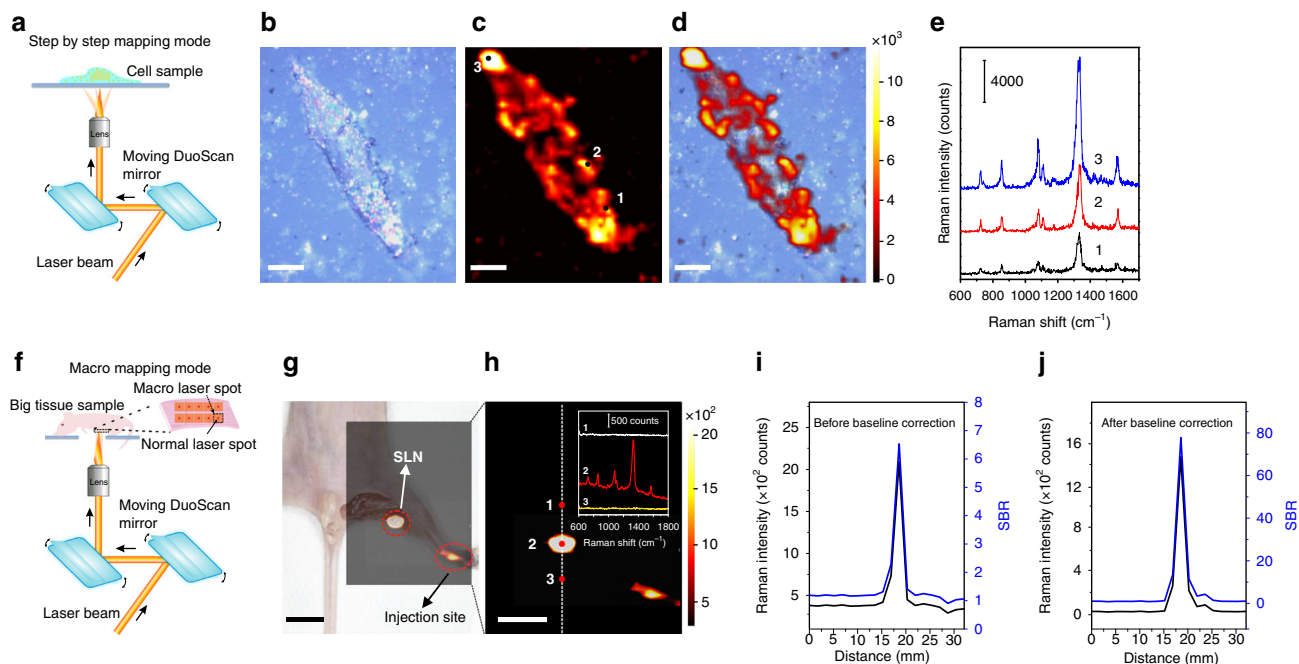 a
Step by step mapping mode
Cell sample
Lens
Moving DuoScan
mirror
Laser beam
b
c
3
2
1
d
×10³
10
8
6
4
2
0
e
Raman intensity (counts)
4000
3
2
1
600 800 1000 1200 1400 1600
Raman shift (cm⁻¹)
f
Macro mapping mode
Macro laser spot
Big tissue sample
Normal laser spot
Lens
Moving DuoScan
mirror
Laser beam
g
SLN
Injection site
h
1
2
3
500 counts
1
2
3
600 1000 1400 1800
Raman shift (cm⁻¹)
×10²
20
10
5
i
Before baseline correction
Raman intensity (×10² counts)
25
20
15
10
5
0
8
7
6
5
4
3
2
1
0
SBR
0 5 10 15 20 25 30
Distance (mm)
j
After baseline correction
Raman intensity (×10² counts)
16
12
8
4
0
80
60
40
20
0
SBR
0 5 10 15 20 25 30
Distance (mm)